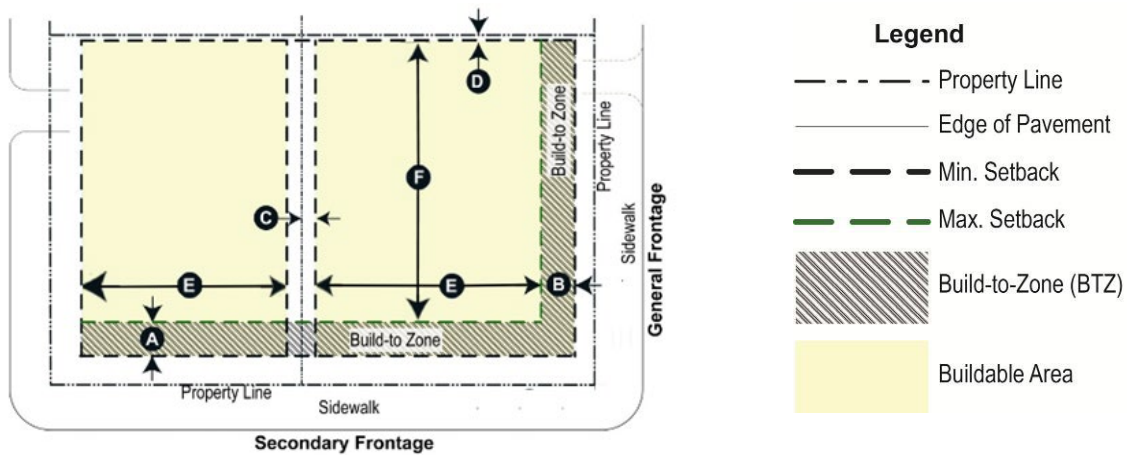 D
Build-to Zone
Property Line
F
C
Sidewalk
General Frontage
E
E
B
A
Build-to Zone
Property Line
Sidewalk
Secondary Frontage
Legend
Property Line
Edge of Pavement
Min. Setback
Max. Setback
Build-to-Zone (BTZ)
Buildable Area